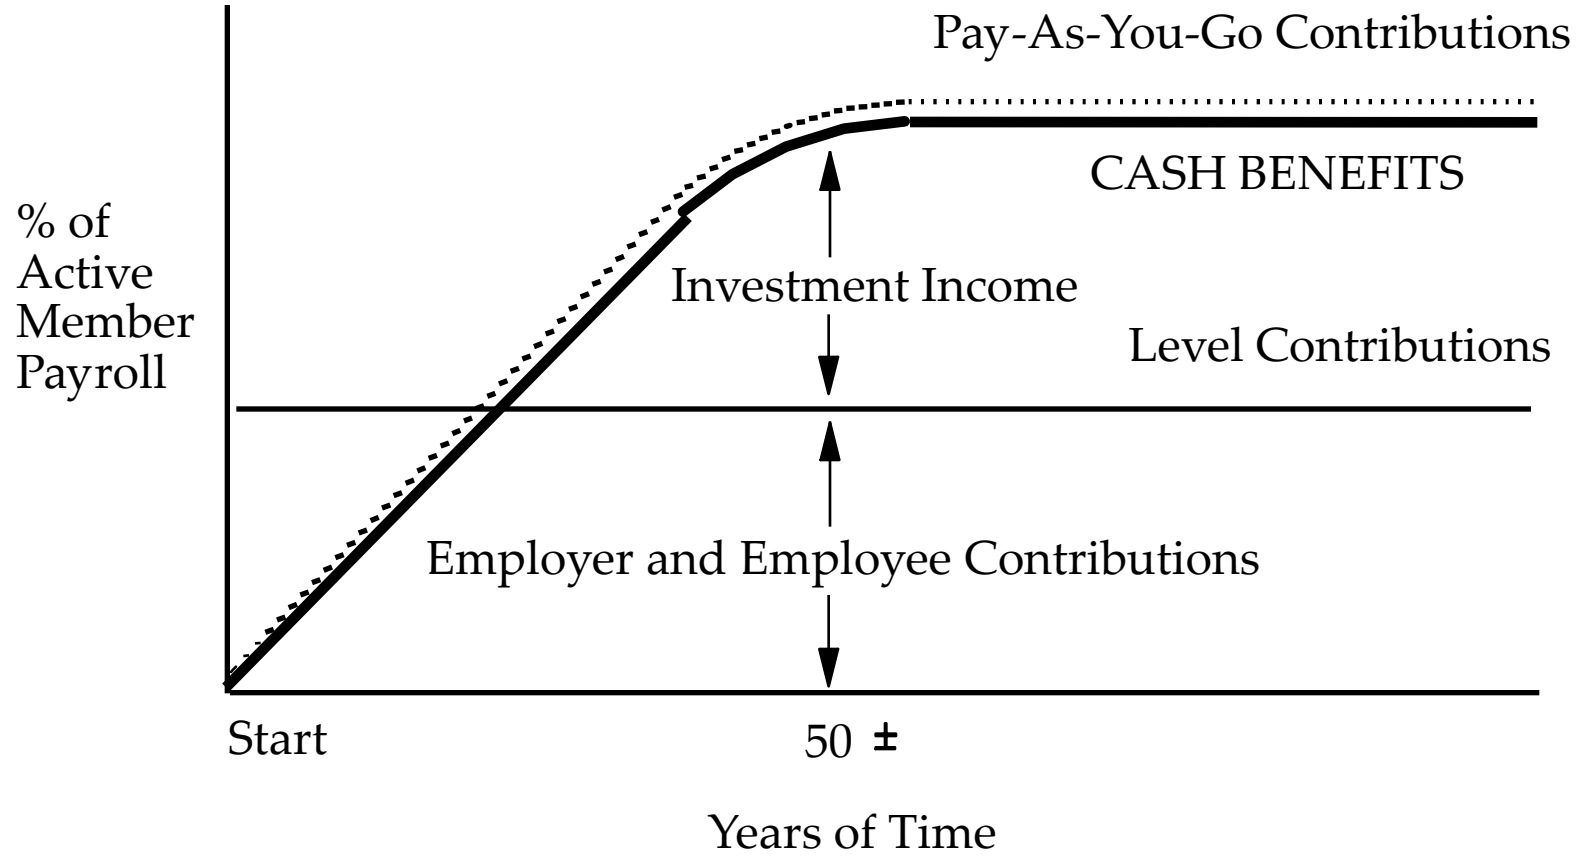 Pay-As-You-Go Contributions
CASH BENEFITS
% of
Active
Member
Payroll
Investment Income
Level Contributions
Employer and Employee Contributions
Start
50 ±
Years of Time